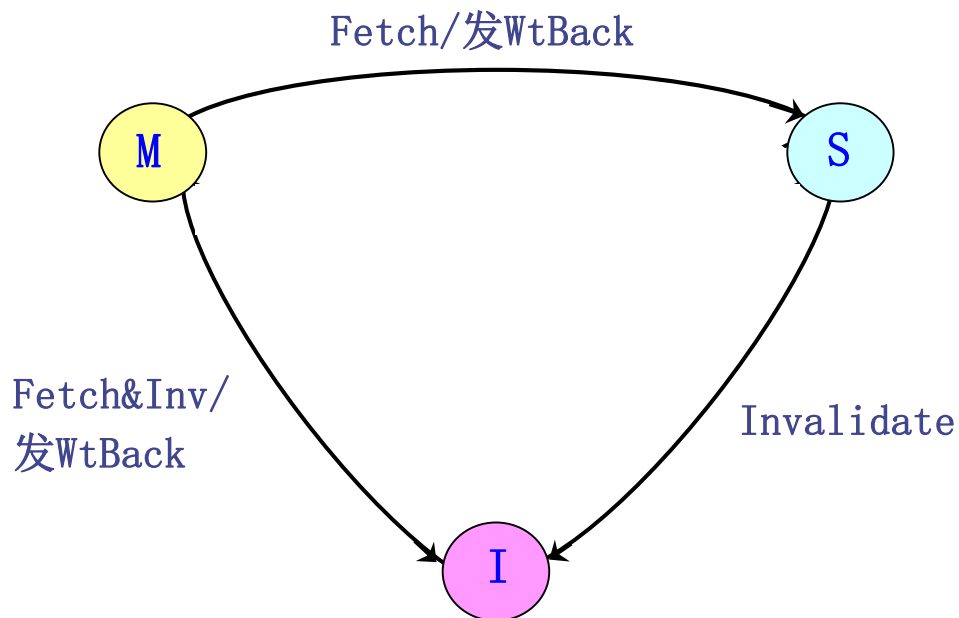 Fetch/发WtBack
M
S
Fetch&Inv/
发WtBack
Invalidate
I